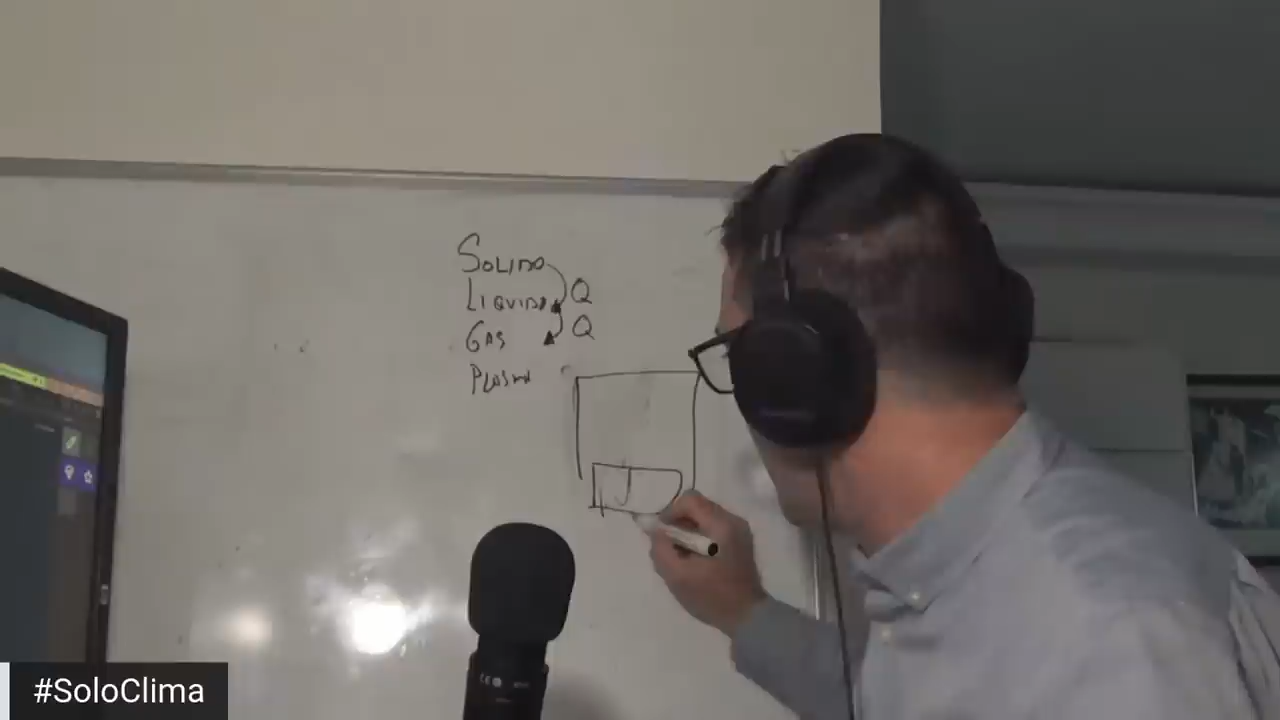 SOLIDO
LIQUIDO Q
GAS Q
PLASMA
#SoloClima